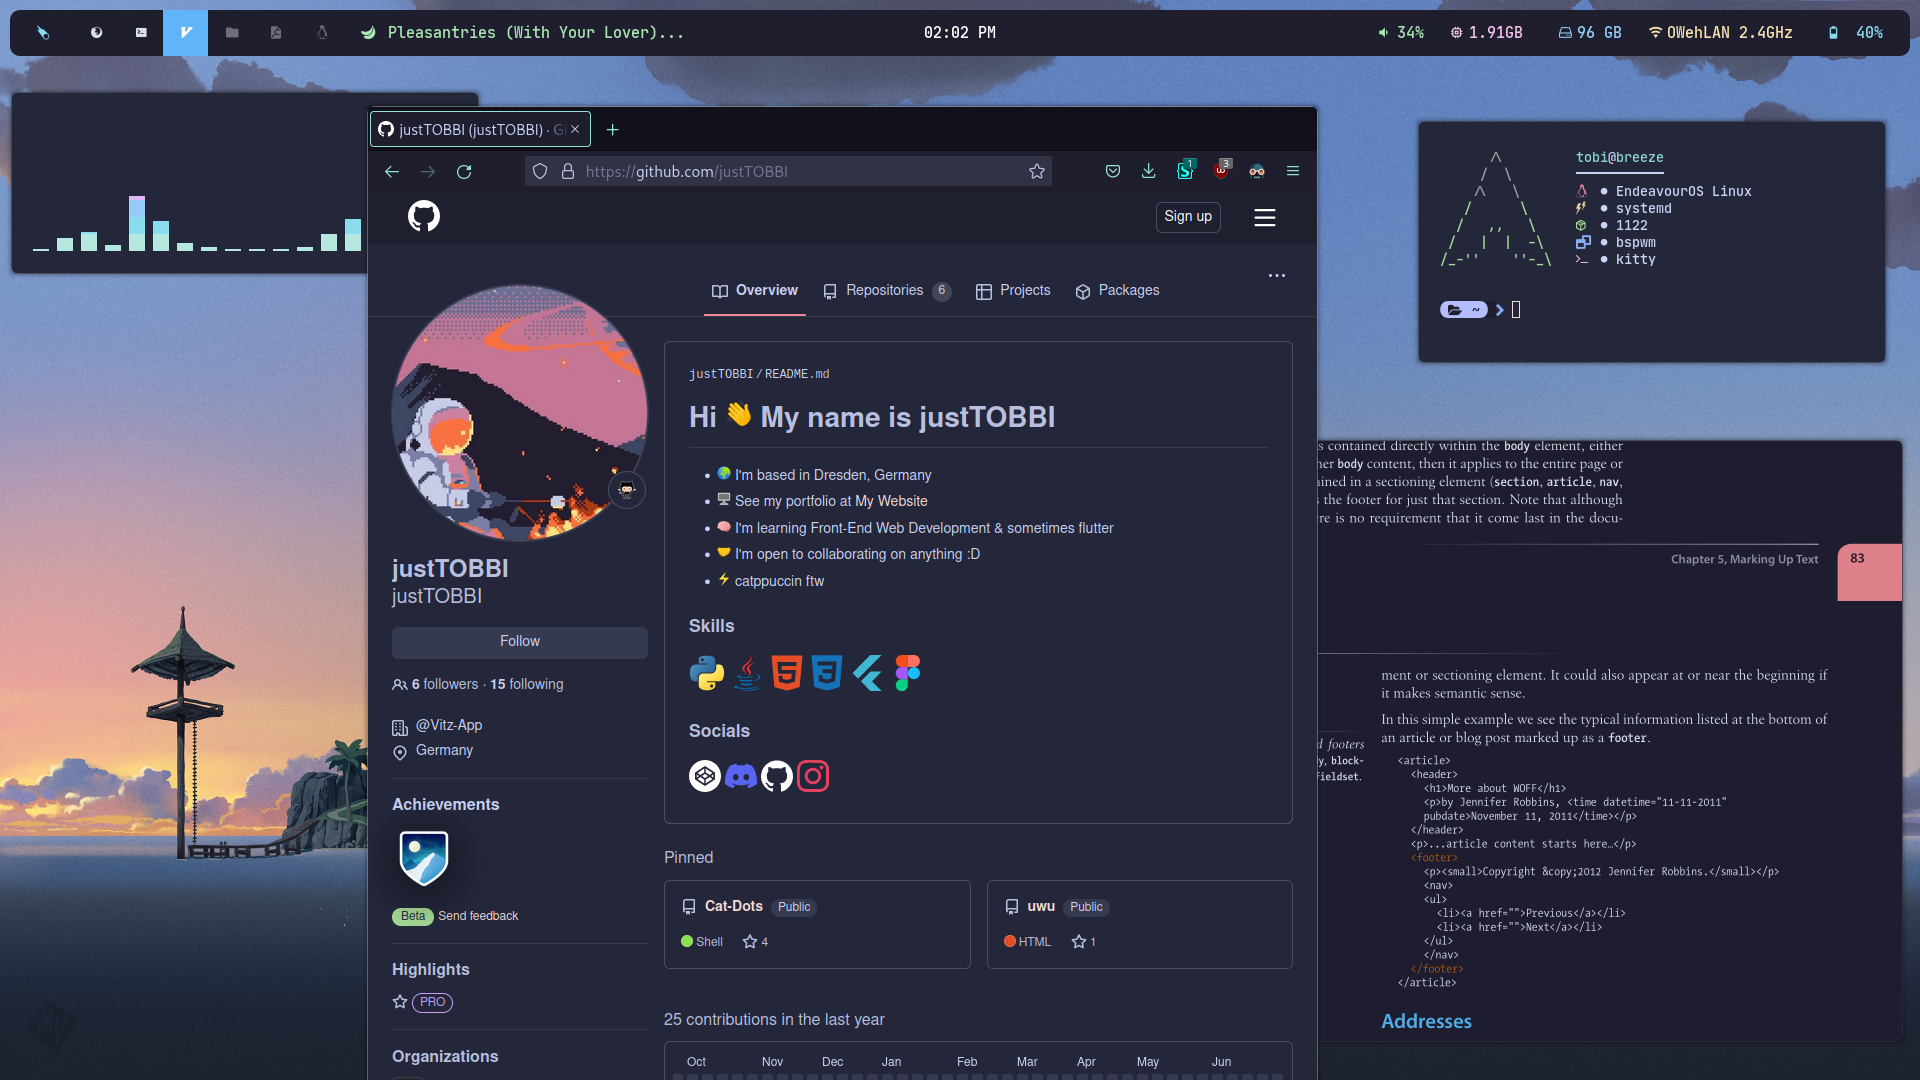 Pleasantries (With Your Lover)...
02:02 PM
34%
1.91GB
96 GB
OWehLAN 2.4GHz
40%
justTOBBI (justTOBBI) · G
https://github.com/justTOBBI
1
3
Sign up
Overview
Repositories 6
Projects
Packages
justTOBBI/README.md
Hi 👋 My name is justTOBBI
• 🌍 I'm based in Dresden, Germany
• 🖥️ See my portfolio at My Website
• 🧠 I'm learning Front-End Web Development & sometimes flutter
• 🤝 I'm open to collaborating on anything :D
• ⚡ catppuccin ftw
Skills
Socials
justTOBBI
justTOBBI
Follow
6 followers · 15 following
@Vitz-App
Germany
Achievements
Beta Send feedback
Highlights
PRO
Organizations
Pinned
Cat-Dots Public
Shell 4
uwu Public
HTML 1
25 contributions in the last year
Oct Nov Dec Jan Feb Mar Apr May Jun
tobi@breeze
● EndeavourOS Linux
● systemd
● 1122
● bspwm
● kitty
~
s contained directly within the body element, either
her body content, then it applies to the entire page or
ained in a sectioning element (section, article, nav,
s the footer for just that section. Note that although
ere is no requirement that it come last in the docu-
Chapter 5, Marking Up Text 83
ment or sectioning element. It could also appear at or near the beginning if
it makes semantic sense.
In this simple example we see the typical information listed at the bottom of
an article or blog post marked up as a footer.
d footers
y, block-
fieldset.
<article>
<header>
<h1>More about WOFF</h1>
<p>by Jennifer Robbins, <time datetime="11-11-2011"
pubdate>November 11, 2011</time></p>
</header>
<p>...article content starts here…</p>
<footer>
<p><small>Copyright &copy;2012 Jennifer Robbins.</small></p>
<nav>
<ul>
<li><a href="">Previous</a></li>
<li><a href="">Next</a></li>
</ul>
</nav>
</footer>
</article>
Addresses